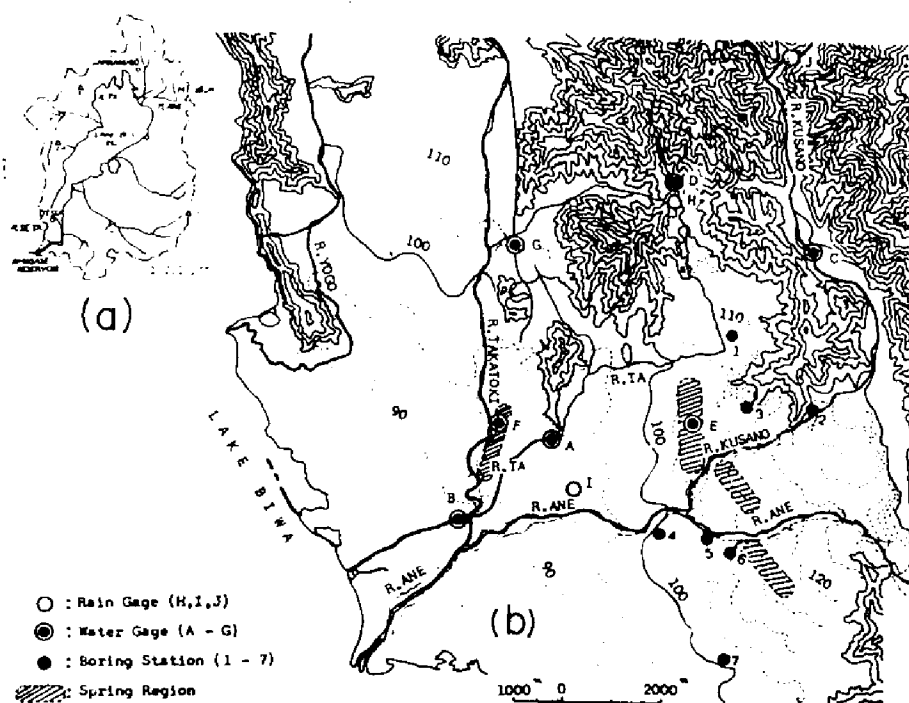 (a)
(b)
110
100
90
R.YOGO
R.TAKATOKI
R.KUSANO
J
D
H
G
C
110
1
R.TA
F
A
R.TA
E
3
2
R.KUSANO
100
LAKE BIWA
B
I
R.ANE
R.ANE
R.ANE
4
5
6
100
120
7
○ : Rain Gage (H,I,J)
◉ : Water Gage (A - G)
● : Boring Station (1 - 7)
: Spring Region
1000 m 0 2000 m